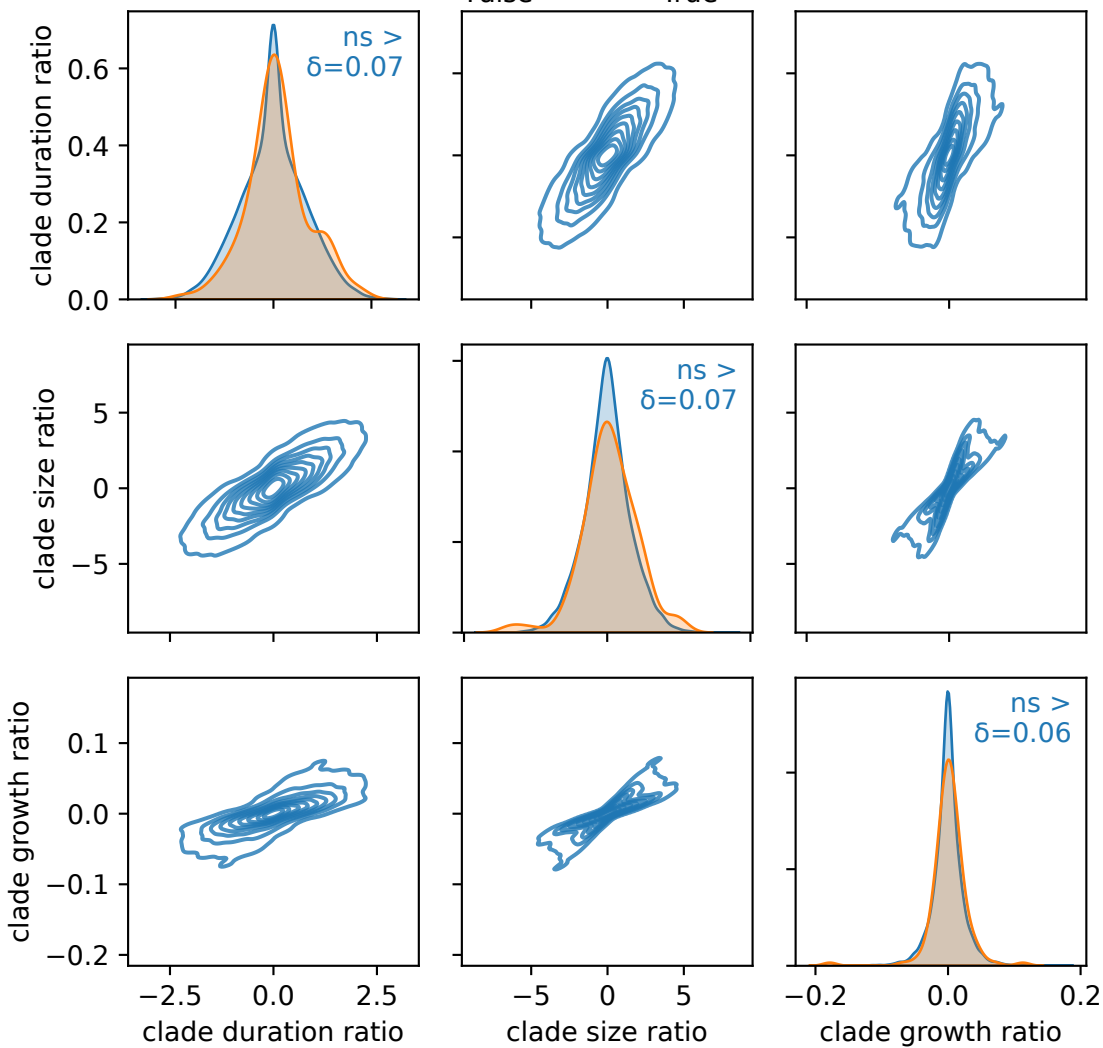 True
clade duration ratio
0.6
0.4
0.2
0.0
ns >
δ=0.07
clade size ratio
5
0
−5
ns >
δ=0.07
clade growth ratio
0.1
0.0
−0.1
−0.2
ns >
δ=0.06
−2.5 0.0 2.5
−5 0 5
−0.2 0.0 0.2
clade duration ratio
clade size ratio
clade growth ratio